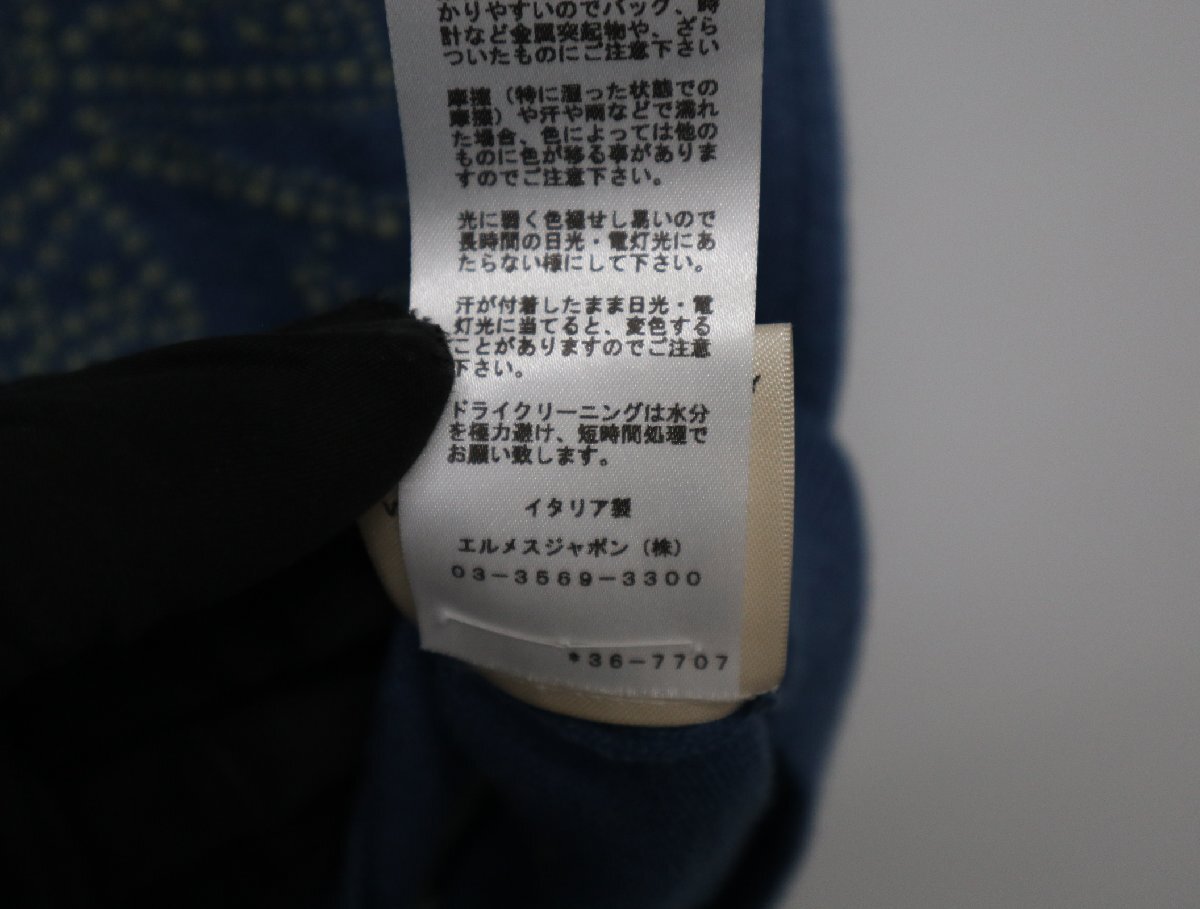 かりやすいのでバッグ、時
計など金属突起物や、ざら
ついたものにご注意下さい
摩擦（特に湿った状態での
摩擦）や汗や雨などで濡れ
た場合、色によっては他の
ものに色が移る事がありま
すのでご注意下さい。
光に弱く色褪せし易いので
長時間の日光・電灯光にあ
たらない様にして下さい。
汗が付着したまま日光・電
灯光に当てると、変色する
ことがありますのでご注意
下さい。
ドライクリーニングは水分
を極力避け、短時間処理で
お願い致します。
イタリア製
エルメスジャポン（株）
03-3569-3300
*36-7707